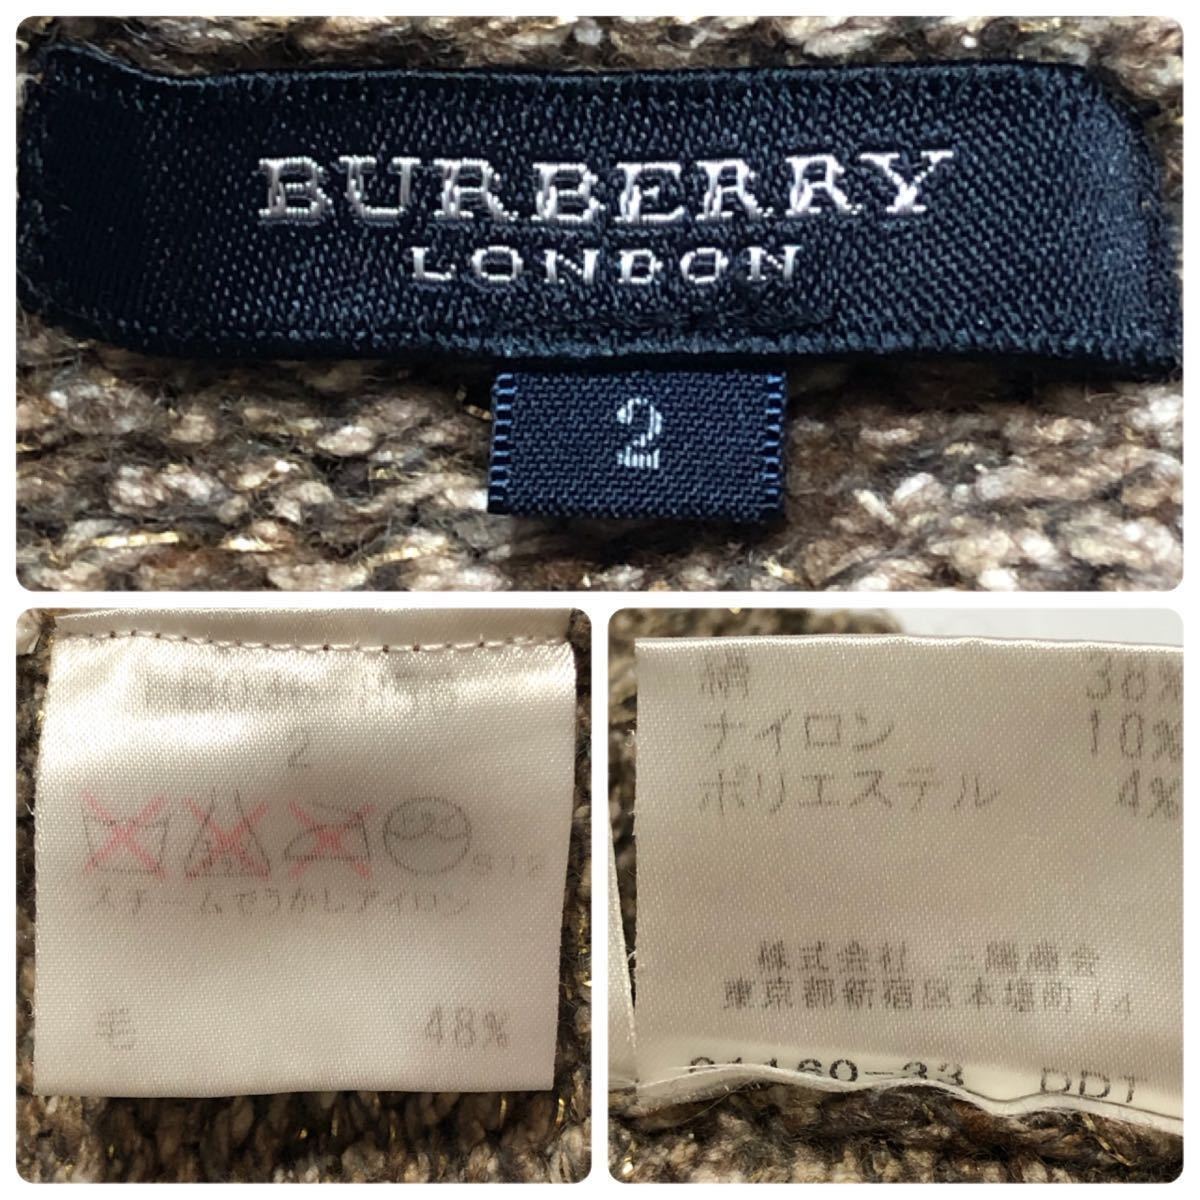 BURBERRY
LONDON
2
2
スチームでうかしアイロン
毛 48%
絹 38%
ナイロン 10%
ポリエステル 4%
株式会社 三陽商会
東京都新宿区本塩町14
DD1